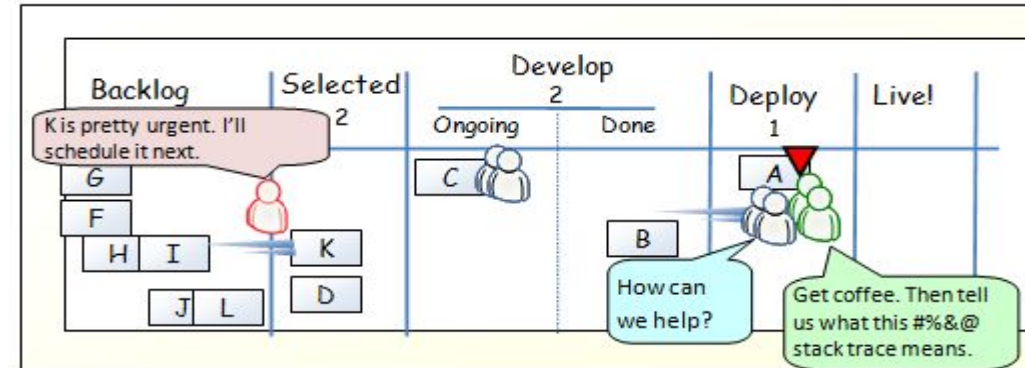 Backlog
Selected
2
Develop
2
Ongoing
Done
Deploy
1
Live!
K is pretty urgent. I'll
schedule it next.
G
F
H I
J L
K
D
C
B
A
How can
we help?
Get coffee. Then tell
us what this #%&@
stack trace means.